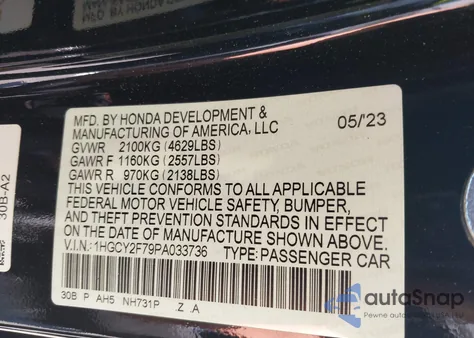 MFD. BY HONDA DEVELOPMENT &
MANUFACTURING OF AMERICA, LLC 05/'23
GVWR 2100KG (4629LBS)
GAWR F 1160KG (2557LBS)
GAWR R 970KG (2138LBS)
THIS VEHICLE CONFORMS TO ALL APPLICABLE
FEDERAL MOTOR VEHICLE SAFETY, BUMPER,
AND THEFT PREVENTION STANDARDS IN EFFECT
ON THE DATE OF MANUFACTURE SHOWN ABOVE.
V.I.N.:1HGCY2F79PA033736 TYPE:PASSENGER CAR
30B P AH5 NH731P .Z .A
30B-A2
autoSnap